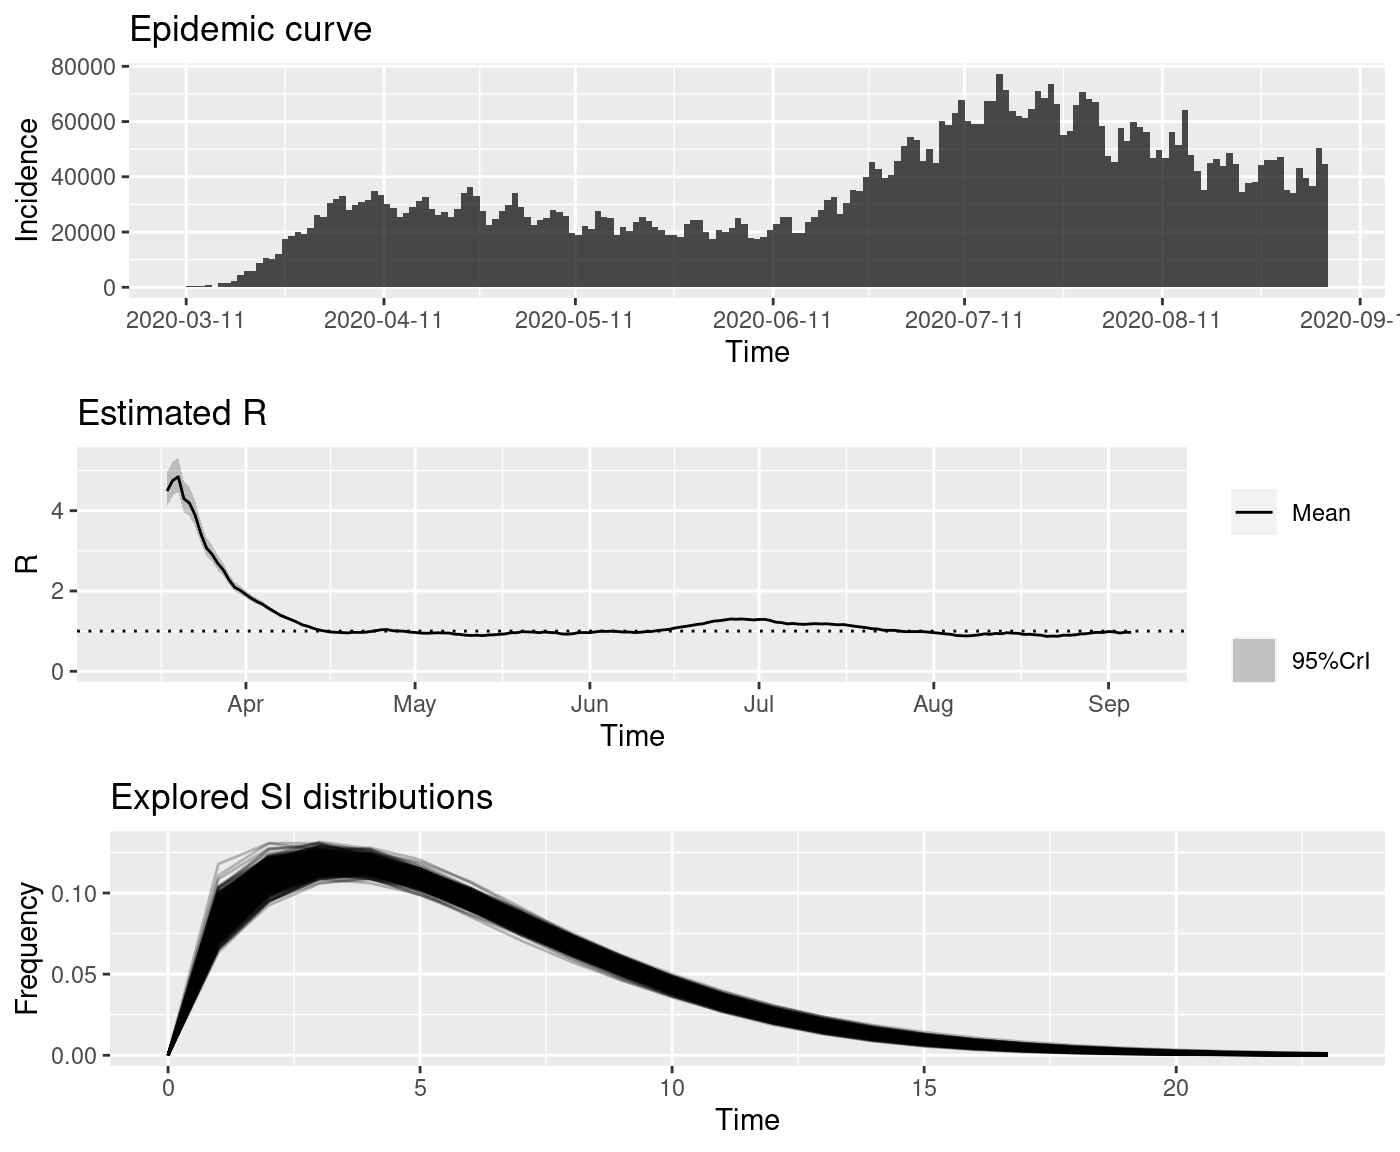 Epidemic curve
80000
60000
40000
20000
0
Incidence
2020-03-11 2020-04-11 2020-05-11 2020-06-11 2020-07-11 2020-08-11 2020-09-1
Time
Estimated R
4
2
0
R
Apr May Jun Jul Aug Sep
Time
Mean
95%CrI
Explored SI distributions
0.10
0.05
0.00
Frequency
0 5 10 15 20
Time